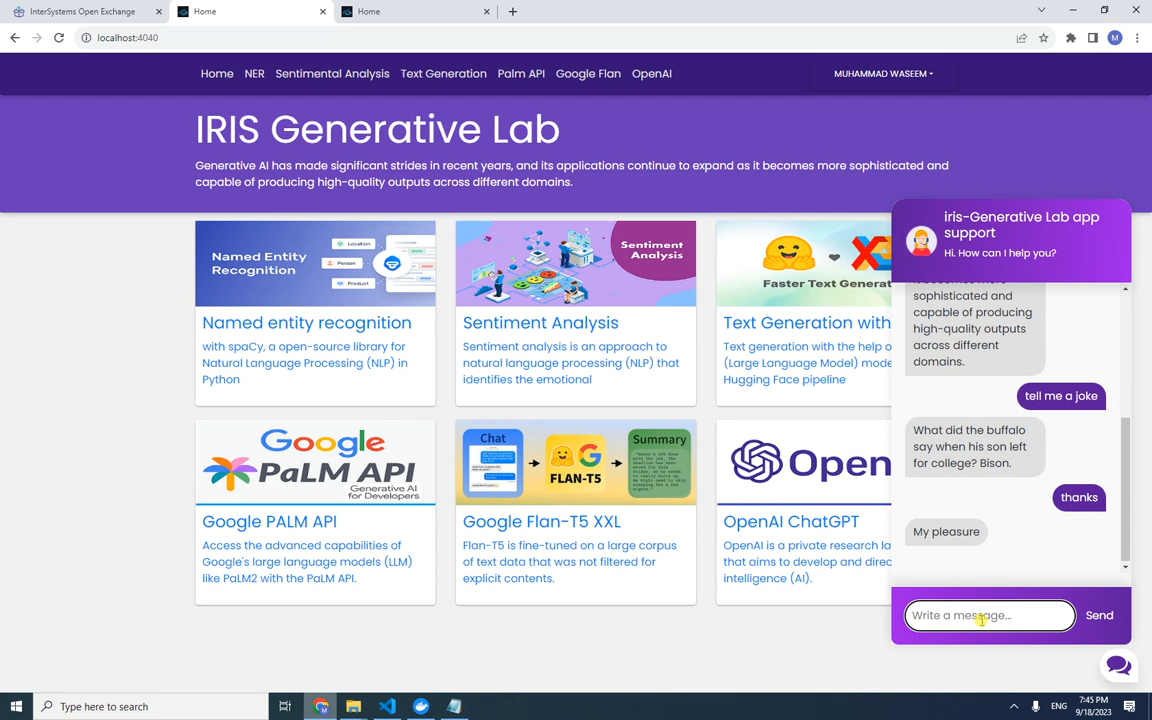 InterSystems Open Exchange
Home
Home
localhost:4040
M
Home NER Sentimental Analysis Text Generation Palm API Google Flan OpenAI
MUHAMMAD WASEEM
IRIS Generative Lab
Generative AI has made significant strides in recent years, and its applications continue to expand as it becomes more sophisticated and
capable of producing high-quality outputs across different domains.
Named Entity
Recognition
Location
Person
Product
Named entity recognition
with spaCy, a open-source library for
Natural Language Processing (NLP) in
Python
Sentiment
Analysis
Sentiment Analysis
Sentiment analysis is an approach to
natural language processing (NLP) that
identifies the emotional
Faster Text Generat
Text Generation with
Text generation with the help o
(Large Language Model) mode
Hugging Face pipeline
Google
PaLM API
Generative AI
for Developers
Google PALM API
Access the advanced capabilities of
Google's large language models (LLM)
like PaLM2 with the PaLM API.
Chat
FLAN-T5
Summary
Google Flan-T5 XXL
Flan-T5 is fine-tuned on a large corpus
of text data that was not filtered for
explicit contents.
Open
OpenAI ChatGPT
OpenAI is a private research la
that aims to develop and direc
intelligence (AI).
iris-Generative Lab app
support
Hi. How can I help you?
it becomes more
sophisticated and
capable of producing
high-quality outputs
across different
domains.
tell me a joke
What did the buffalo
say when his son left
for college? Bison.
thanks
My pleasure
Write a message...
Send
Type here to search
ENG
7:45 PM
9/18/2023